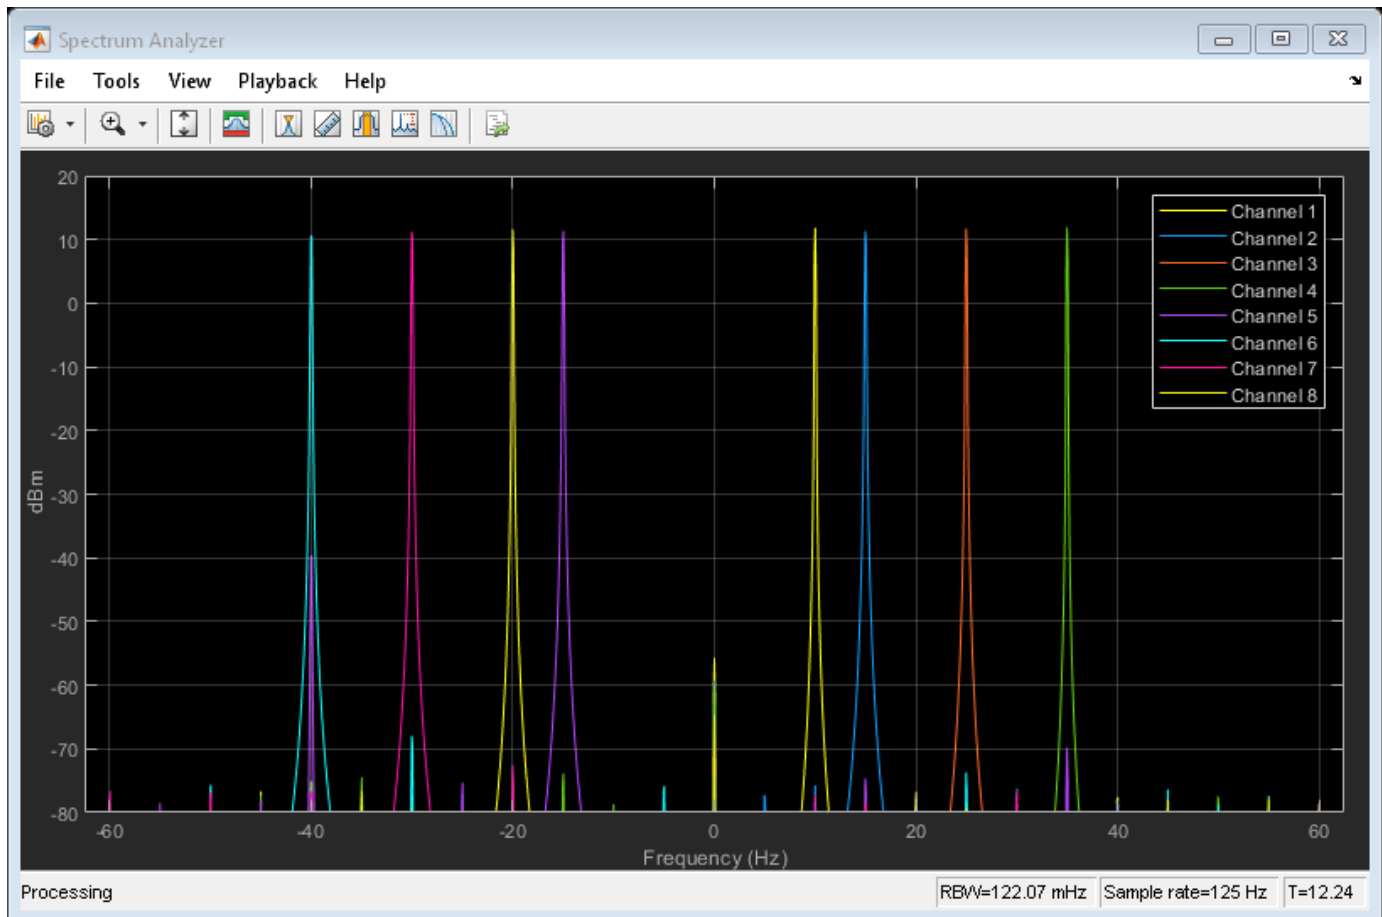 Spectrum Analyzer
File Tools View Playback Help
20
10
0
-10
-20
-30
-40
-50
-60
-70
-80
dBm
Channel 1
Channel 2
Channel 3
Channel 4
Channel 5
Channel 6
Channel 7
Channel 8
-60 -40 -20 0 20 40 60
Frequency (Hz)
Processing RBW=122.07 mHz Sample rate=125 Hz T=12.24